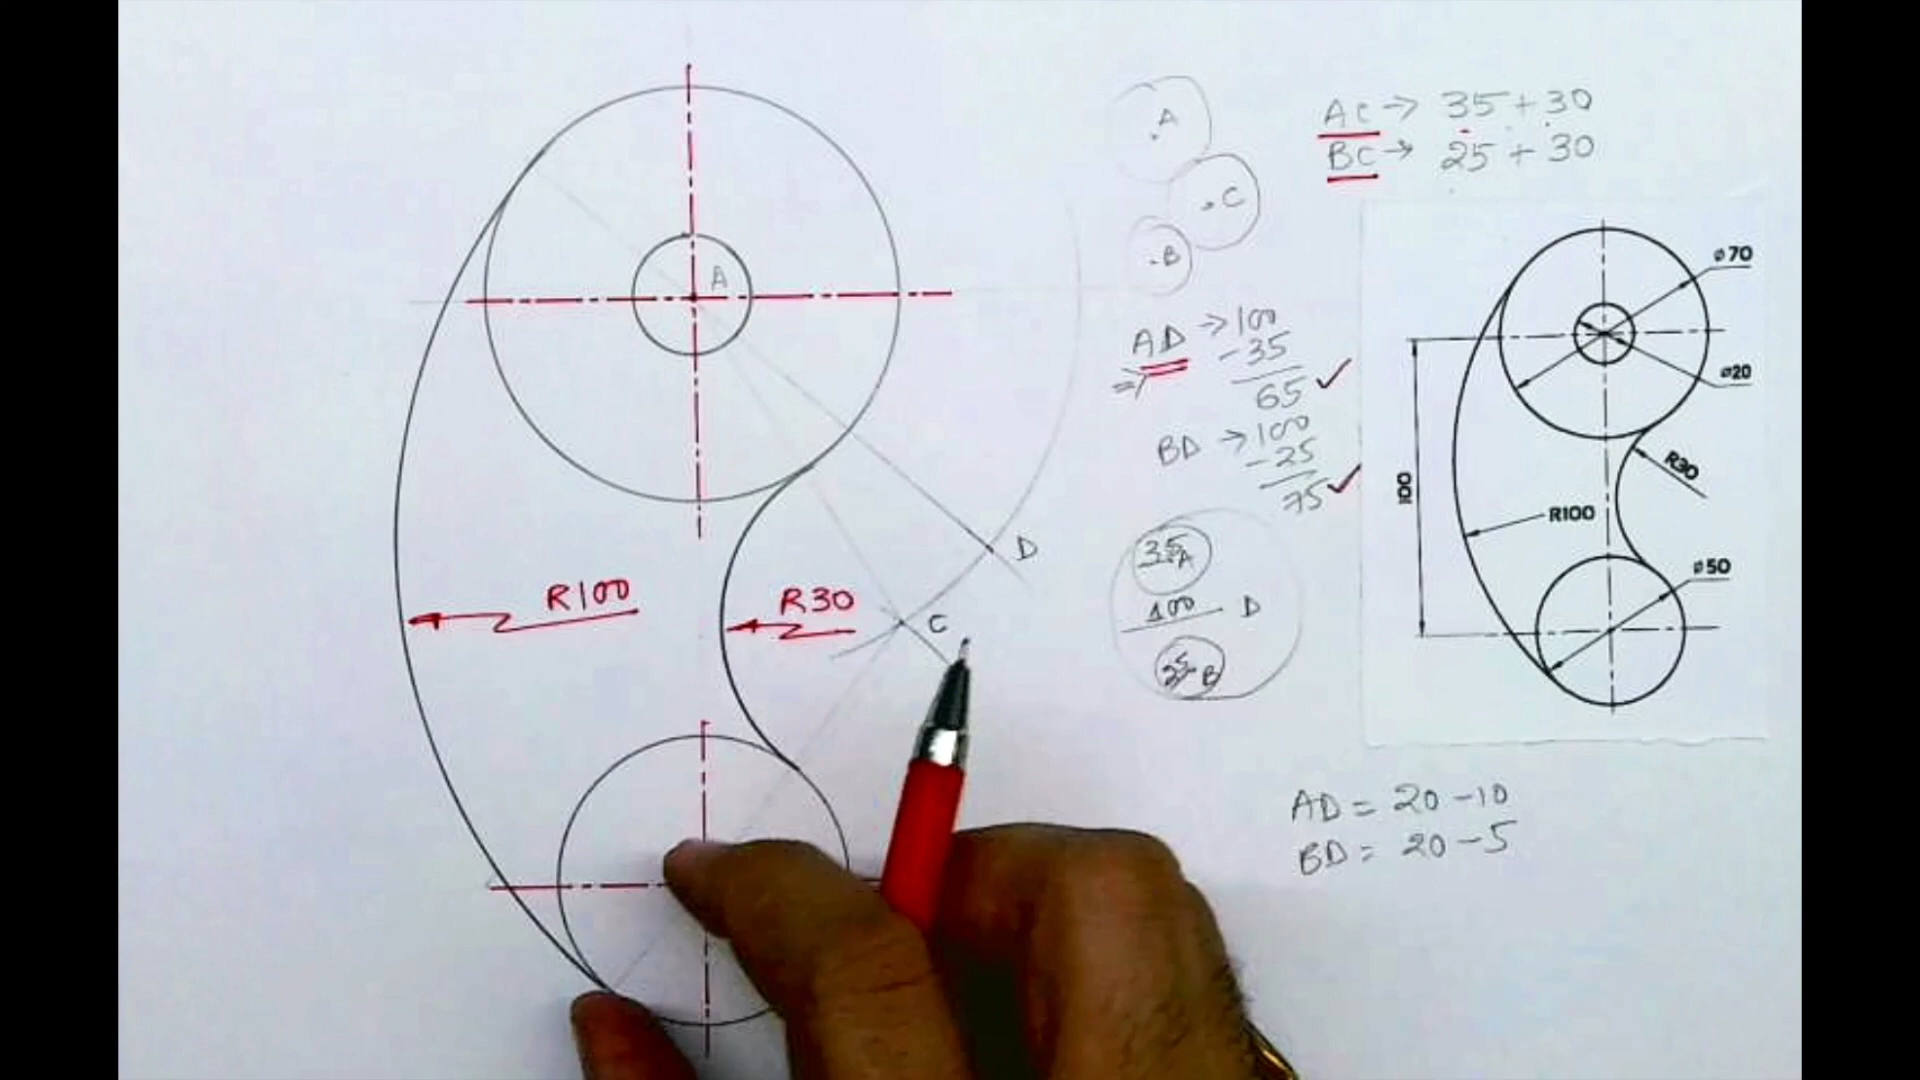 A
R100
R30
D
C
A
C
B
AC → 35 + 30
BC → 25 + 30
AD → 100
- 35
65 ✓
BD → 100
- 25
75 ✓
35 A
100
D
B
ø70
ø20
R30
R100
100
ø50
AD = 20 - 10
BD = 20 - 5